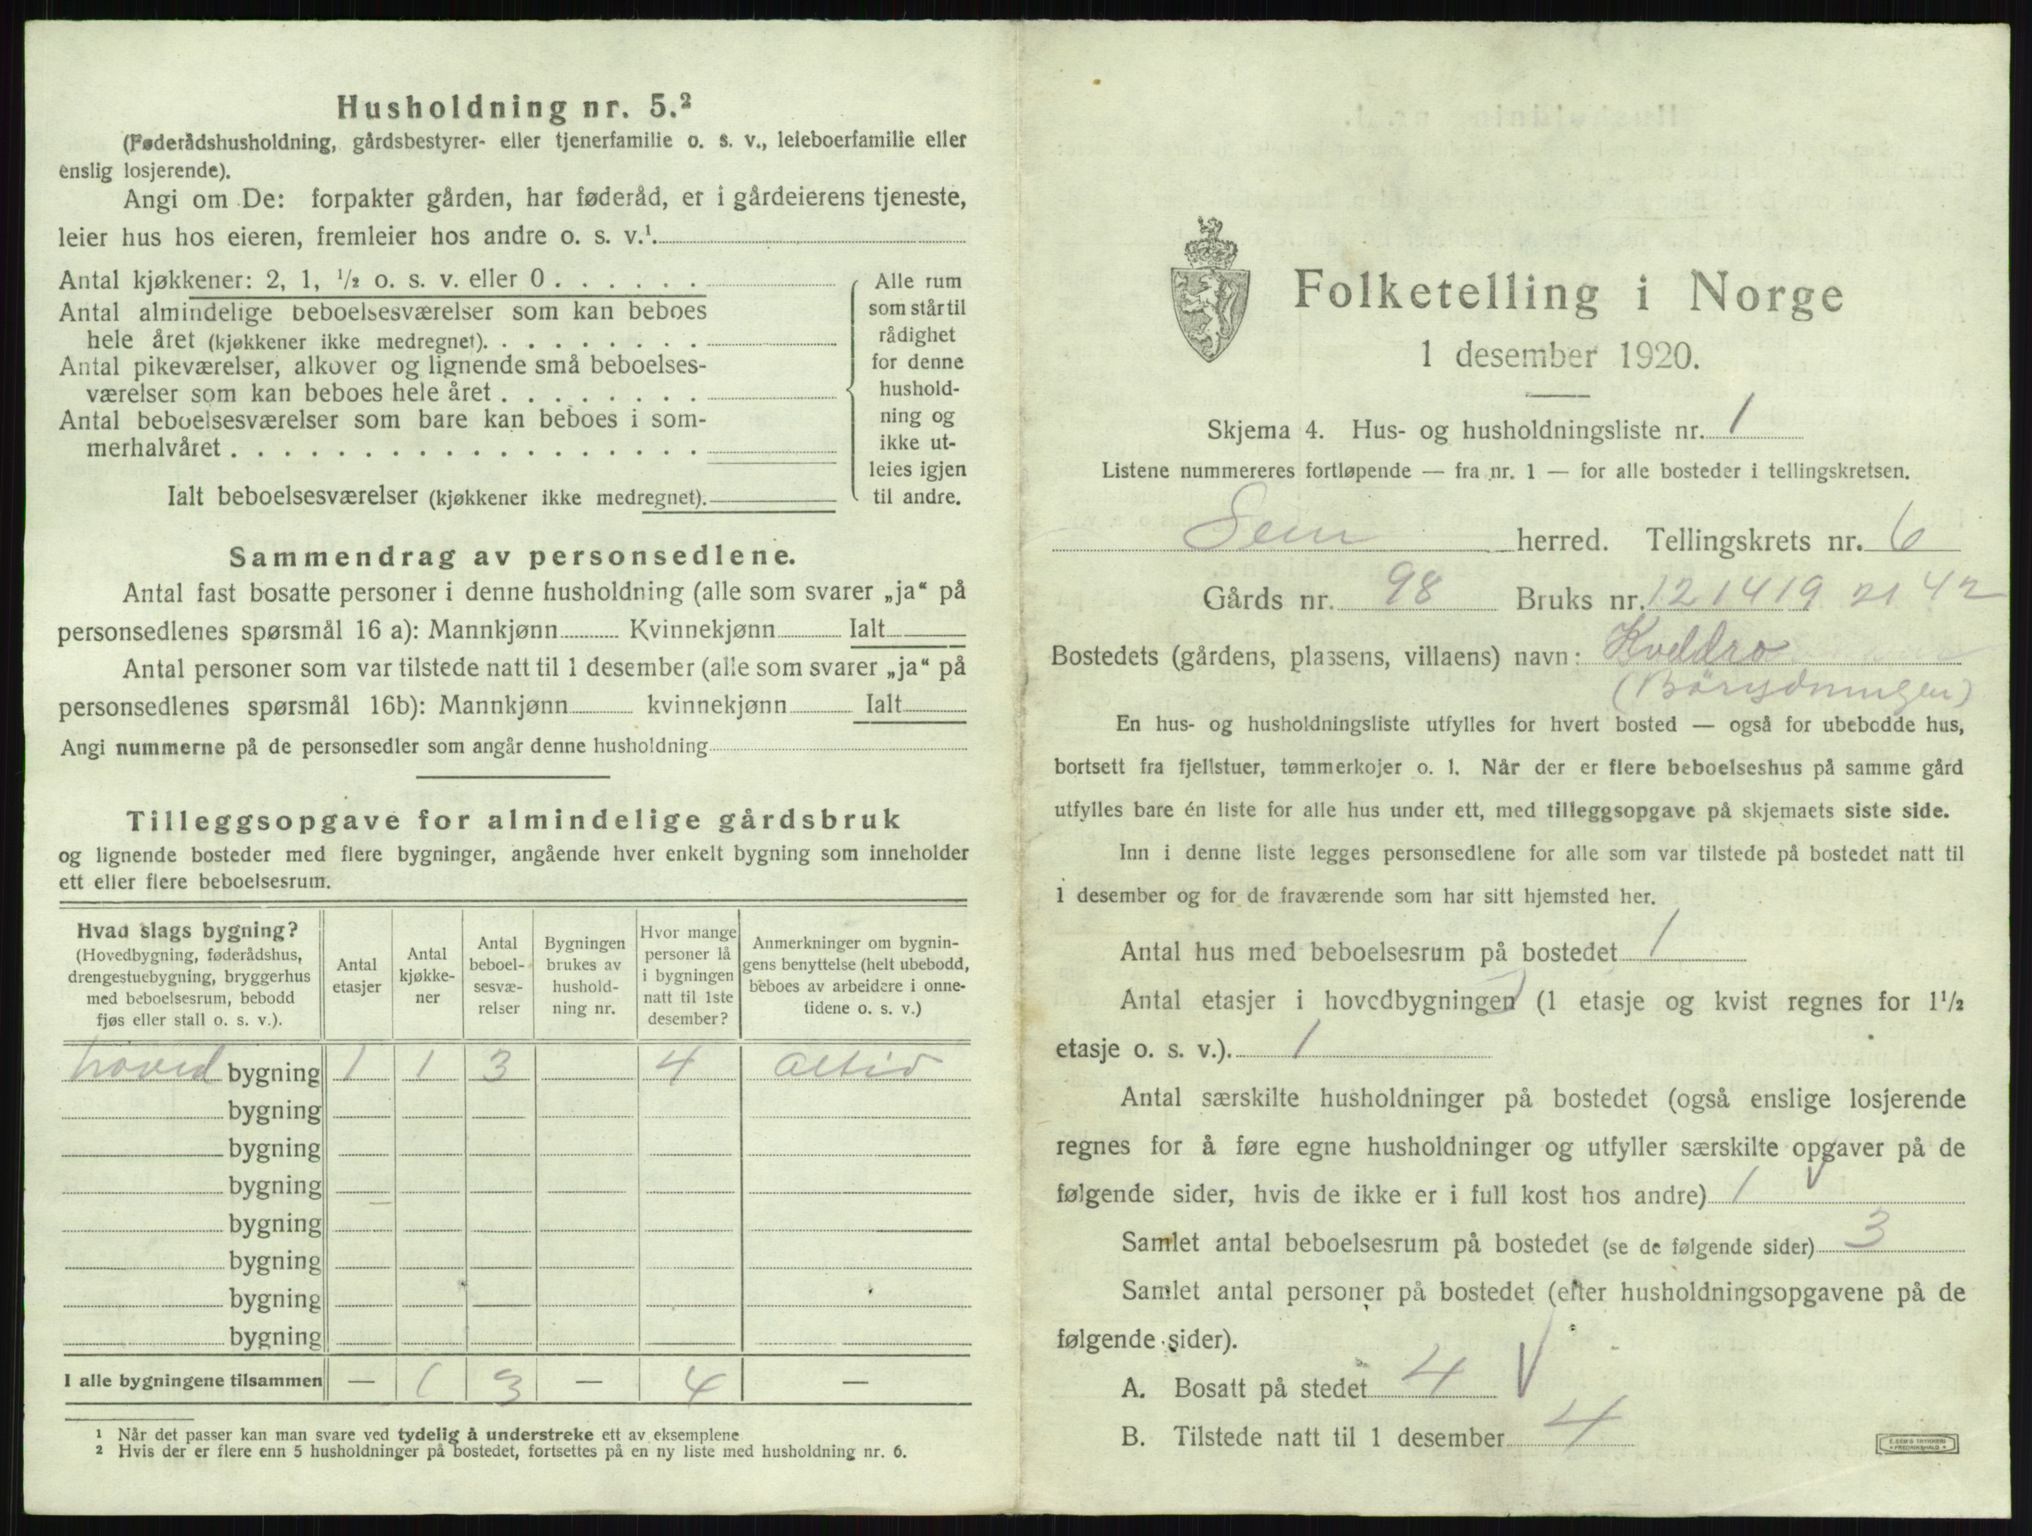 Husholdning nr. 5.²
(Føderådshusholdning, gårdsbestyrer- eller tjenerfamilie o. s. v., leieboerfamilie eller
enslig losjerende).
Angi om De: forpakter gården, har føderåd, er i gårdeierens tjeneste,
leier hus hos eieren, fremleier hos andre o. s. v.¹
Antal kjøkkener: 2, 1, ½ o. s. v. eller 0 . . . . . .
Antal almindelige beboelsesværelser som kan beboes
hele året (kjøkkener ikke medregnet). . . . . . . . .
Antal pikeværelser, alkover og lignende små beboelses-
værelser som kan beboes hele året . . . . . . . .
Antal beboelsesværelser som bare kan beboes i som-
merhalvåret . . . . . . . . . . . . . . . . . .
Ialt beboelsesværelser (kjøkkener ikke medregnet).
Alle rum
som står til
rådighet
for denne
hushold-
ning og
ikke ut-
leies igjen
til andre.
Sammendrag av personsedlene.
Antal fast bosatte personer i denne husholdning (alle som svarer „ja“ på
personsedlenes spørsmål 16 a): Mannkjønn Kvinnekjønn Ialt
Antal personer som var tilstede natt til 1 desember (alle som svarer „ja“ på
personsedlenes spørsmål 16b): Mannkjønn kvinnekjønn Ialt
Angi nummerne på de personsedler som angår denne husholdning
Tilleggsopgave for almindelige gårdsbruk
og lignende bosteder med flere bygninger, angående hver enkelt bygning som inneholder
ett eller flere beboelsesrum.
Hvad slags bygning?
(Hovedbygning, føderådshus,
drengestuebygning, bryggerhus
med beboelsesrum, bebodd
fjøs eller stall o. s. v.).
Antal
etasjer
Antal
kjøkke-
ner
Antal
beboel-
sesvæ-
relser
Bygningen
brukes av
hushold-
ning nr.
Hvor mange
personer lå
i bygningen
natt til 1ste
desember?
Anmerkninger om bygnin-
gens benyttelse (helt ubebodd,
beboes av arbeidere i onne-
tidene o. s. v.)
hoved bygning 1 1 3 4 altid
bygning
bygning
bygning
bygning
bygning
bygning
bygning
I alle bygningene tilsammen — 1 3 — 4 —
¹ Når det passer kan man svare ved tydelig å understreke ett av eksemplene
² Hvis der er flere enn 5 husholdninger på bostedet, fortsettes på en ny liste med husholdning nr. 6.
Folketelling i Norge
1 desember 1920.
Skjema 4. Hus- og husholdningsliste nr. 1
Listene nummereres fortløpende — fra nr. 1 — for alle bosteder i tellingskretsen.
Sem herred. Tellingskrets nr. 6
Gårds nr. 98 Bruks nr. 12 14 19 21 42
Bostedets (gårdens, plassens, villaens) navn: Kveldro
(Börrydningen)
En hus- og husholdningsliste utfylles for hvert bosted — også for ubebodde hus,
bortsett fra fjellstuer, tømmerkojer o. l. Når der er flere beboelseshus på samme gård
utfylles bare én liste for alle hus under ett, med tilleggsopgave på skjemaets siste side.
Inn i denne liste legges personsedlene for alle som var tilstede på bostedet natt til
1 desember og for de fraværende som har sitt hjemsted her.
Antal hus med beboelsesrum på bostedet 1
Antal etasjer i hovedbygningen (1 etasje og kvist regnes for 1½
etasje o. s. v.). 1
Antal særskilte husholdninger på bostedet (også enslige losjerende
regnes for å føre egne husholdninger og utfyller særskilte opgaver på de
følgende sider, hvis de ikke er i full kost hos andre) 1
Samlet antal beboelsesrum på bostedet (se de følgende sider) 3
Samlet antal personer på bostedet (efter husholdningsopgavene på de
følgende sider).
A. Bosatt på stedet 4
B. Tilstede natt til 1 desember 4
E. SEM'S TRYKKERI
FREDRIKSHALD